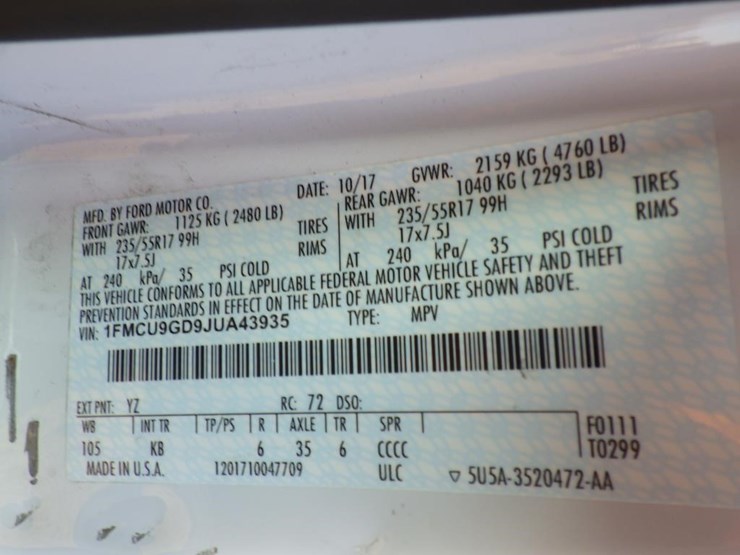 MFD. BY FORD MOTOR CO.
DATE: 10/17 GVWR: 2159 KG ( 4760 LB)
FRONT GAWR: 1125 KG ( 2480 LB) REAR GAWR: 1040 KG ( 2293 LB)
WITH 235/55R17 99H TIRES WITH 235/55R17 99H TIRES
17x7.5J RIMS 17x7.5J RIMS
AT 240 kPa/ 35 PSI COLD AT 240 kPa/ 35 PSI COLD
THIS VEHICLE CONFORMS TO ALL APPLICABLE FEDERAL MOTOR VEHICLE SAFETY AND THEFT
PREVENTION STANDARDS IN EFFECT ON THE DATE OF MANUFACTURE SHOWN ABOVE.
VIN: 1FMCU9GD9JUA43935 TYPE: MPV
EXT PNT: YZ RC: 72 DSO:
WB INT TR TP/PS R AXLE TR SPR F0111
105 KB 6 35 6 CCCC T0299
MADE IN U.S.A. 1201710047709 ULC ▽ 5U5A-3520472-AA